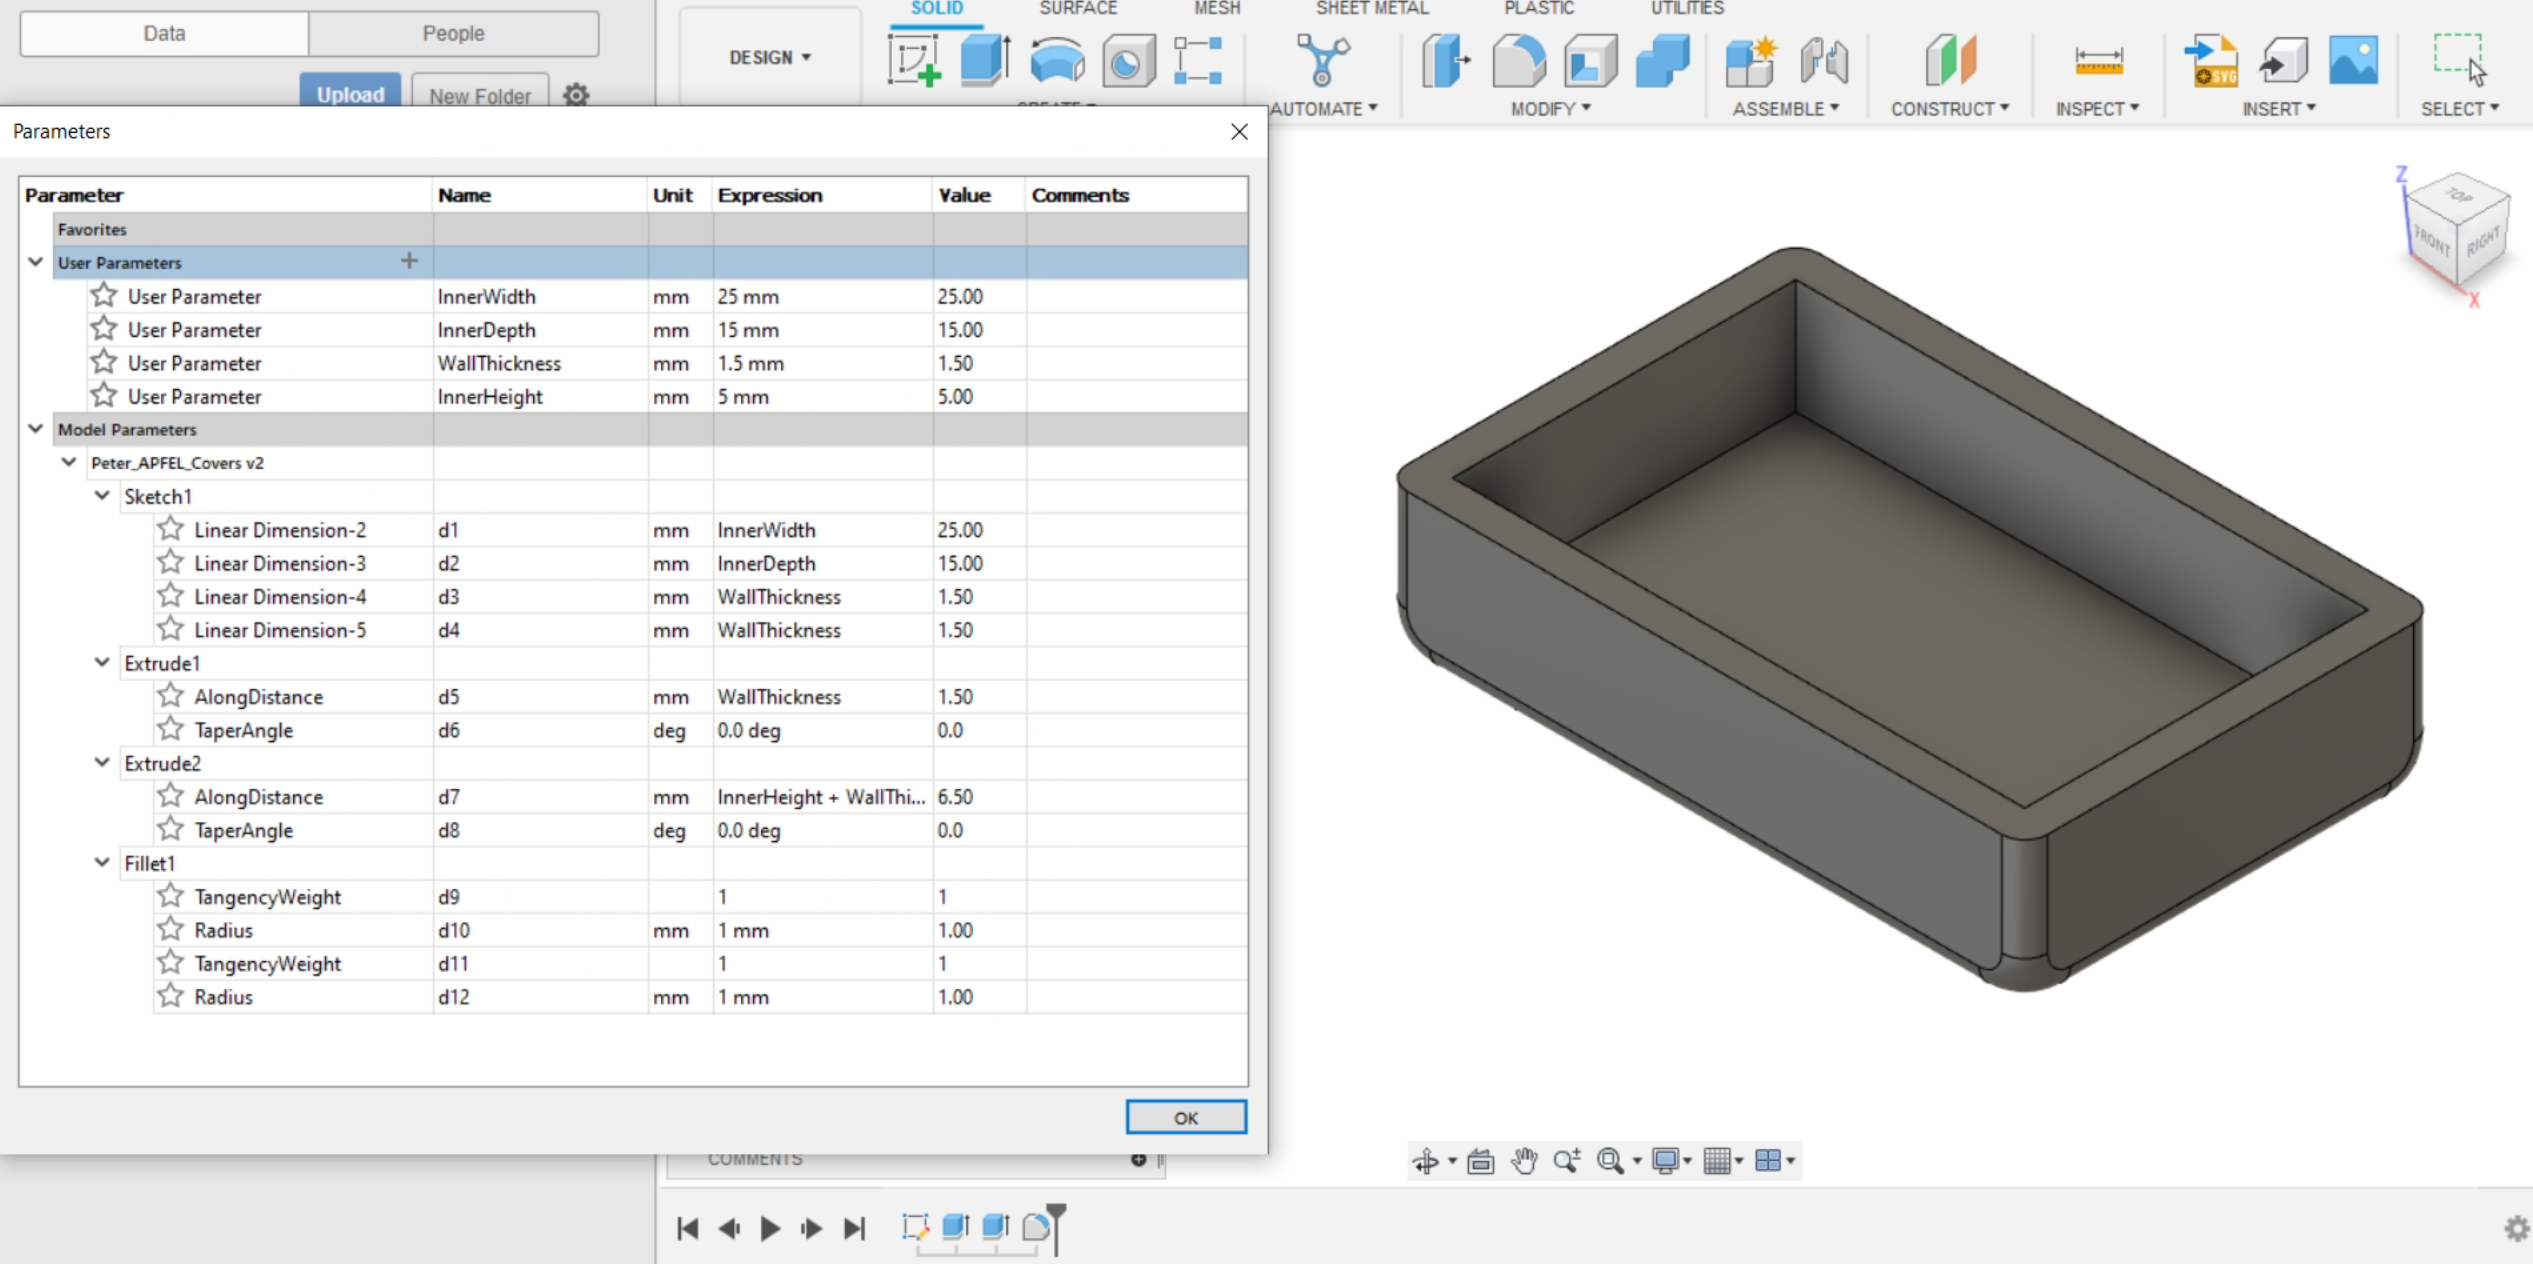 Data People
Upload New Folder
SOLID SURFACE MESH SHEET METAL PLASTIC UTILITIES
DESIGN
SVG
AUTOMATE MODIFY ASSEMBLE CONSTRUCT INSPECT INSERT SELECT
Parameters
Parameter Name Unit Expression Value Comments
Favorites
User Parameters
User Parameter InnerWidth mm 25 mm 25.00
User Parameter InnerDepth mm 15 mm 15.00
User Parameter WallThickness mm 1.5 mm 1.50
User Parameter InnerHeight mm 5 mm 5.00
Model Parameters
Peter_APFEL_Covers v2
Sketch1
Linear Dimension-2 d1 mm InnerWidth 25.00
Linear Dimension-3 d2 mm InnerDepth 15.00
Linear Dimension-4 d3 mm WallThickness 1.50
Linear Dimension-5 d4 mm WallThickness 1.50
Extrude1
AlongDistance d5 mm WallThickness 1.50
TaperAngle d6 deg 0.0 deg 0.0
Extrude2
AlongDistance d7 mm InnerHeight + WallThi... 6.50
TaperAngle d8 deg 0.0 deg 0.0
Fillet1
TangencyWeight d9 1 1
Radius d10 mm 1 mm 1.00
TangencyWeight d11 1 1
Radius d12 mm 1 mm 1.00
OK
Z
TOP
FRONT RIGHT
X
COMMENTS